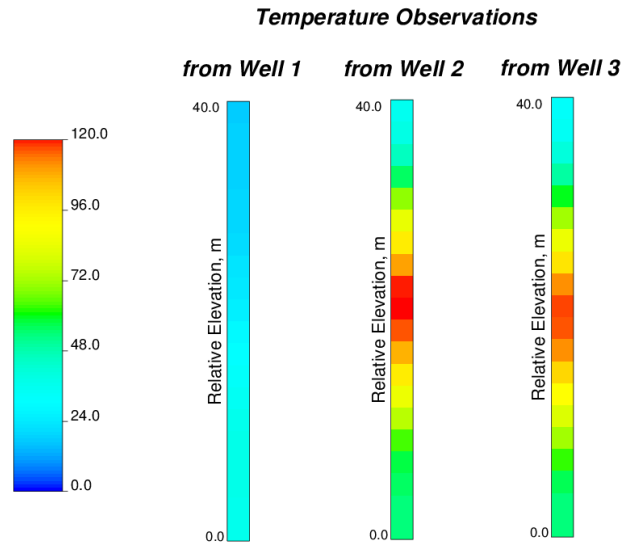 Temperature Observations
from Well 1
from Well 2
from Well 3
120.0
96.0
72.0
48.0
24.0
0.0
40.0
Relative Elevation, m
0.0
40.0
Relative Elevation, m
0.0
40.0
Relative Elevation, m
0.0